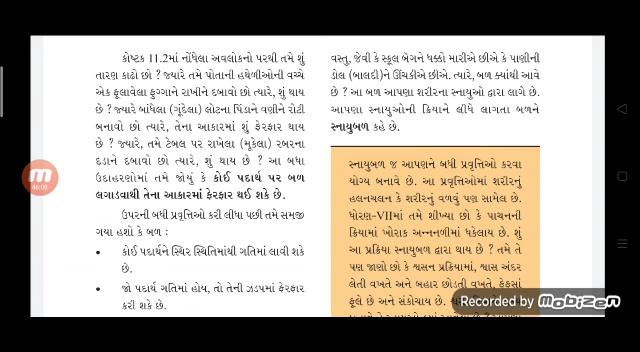 કોષ્ટક 11.2માં નોંધેલા અવલોકનો પરથી તમે શું
તારણ કાઢો છો ? જ્યારે તમે પોતાની હથેળીઓની વચ્ચે
એક ફૂલાવેલા ફુગ્ગાને રાખીને દબાવો છો ત્યારે, શું થાય
છે ? જ્યારે બાંધેલા (ગૂંદેલા) લોટના પિંડાને વણીને રોટી
બનાવો છો ત્યારે, તેના આકારમાં શું ફેરફાર થાય
છે ? જ્યારે, તમે ટેબલ પર રાખેલા (મૂકેલા) રબરના
દડાને દબાવો છો ત્યારે, શું થાય છે ? આ બધા
ઉદાહરણોમાં તમે જોયું કે કોઈ પદાર્થ પર બળ
લગાડવાથી તેના આકારમાં ફેરફાર થઈ શકે છે.
ઉપરની બધી પ્રવૃત્તિઓ કરી લીધા પછી તમે સમજી
ગયા હશો કે બળ :
• કોઈ પદાર્થને સ્થિર સ્થિતિમાંથી ગતિમાં લાવી શકે
છે.
• જો પદાર્થ ગતિમાં હોય, તો તેની ઝડપમાં ફેરફાર
કરી શકે છે.
વસ્તુ, જેવી કે સ્કૂલ બૅગને ધક્કો મારીએ છીએ કે પાણીની
ડોલ (બાલદી)ને ઊંચકીએ છીએ. ત્યારે, બળ ક્યાંથી આવે
છે ? આ બળ આપણા શરીરના સ્નાયુઓ દ્વારા લાગે છે.
આપણા સ્નાયુઓની ક્રિયાને લીધે લાગતા બળને
સ્નાયુબળ કહે છે.
સ્નાયુબળ જ આપણને બધી પ્રવૃત્તિઓ કરવા
યોગ્ય બનાવે છે. આ પ્રવૃત્તિઓમાં શરીરનું
હલનચલન કે શરીરનું વળવું પણ સામેલ છે.
ધોરણ-VIIમાં તમે શીખ્યા છો કે પાચનની
ક્રિયામાં ખોરાક અન્નનળીમાં ધકેલાય છે. શું
આ પ્રક્રિયા સ્નાયુબળ દ્વારા થાય છે ? તમે તે
પણ જાણો છો કે શ્વસન પ્રક્રિયામાં, શ્વાસ અંદર
લેતી વખતે અને બહાર છોડતી વખતે, ફેફસાં
ફૂલે છે અને સંકોચાય છે.
46:08
Recorded by Mobizen